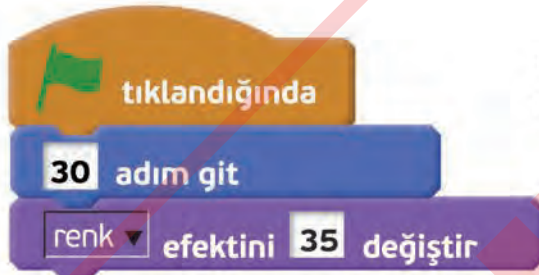 tıklandığında
30 adım git
renk efektini 35 değiştir